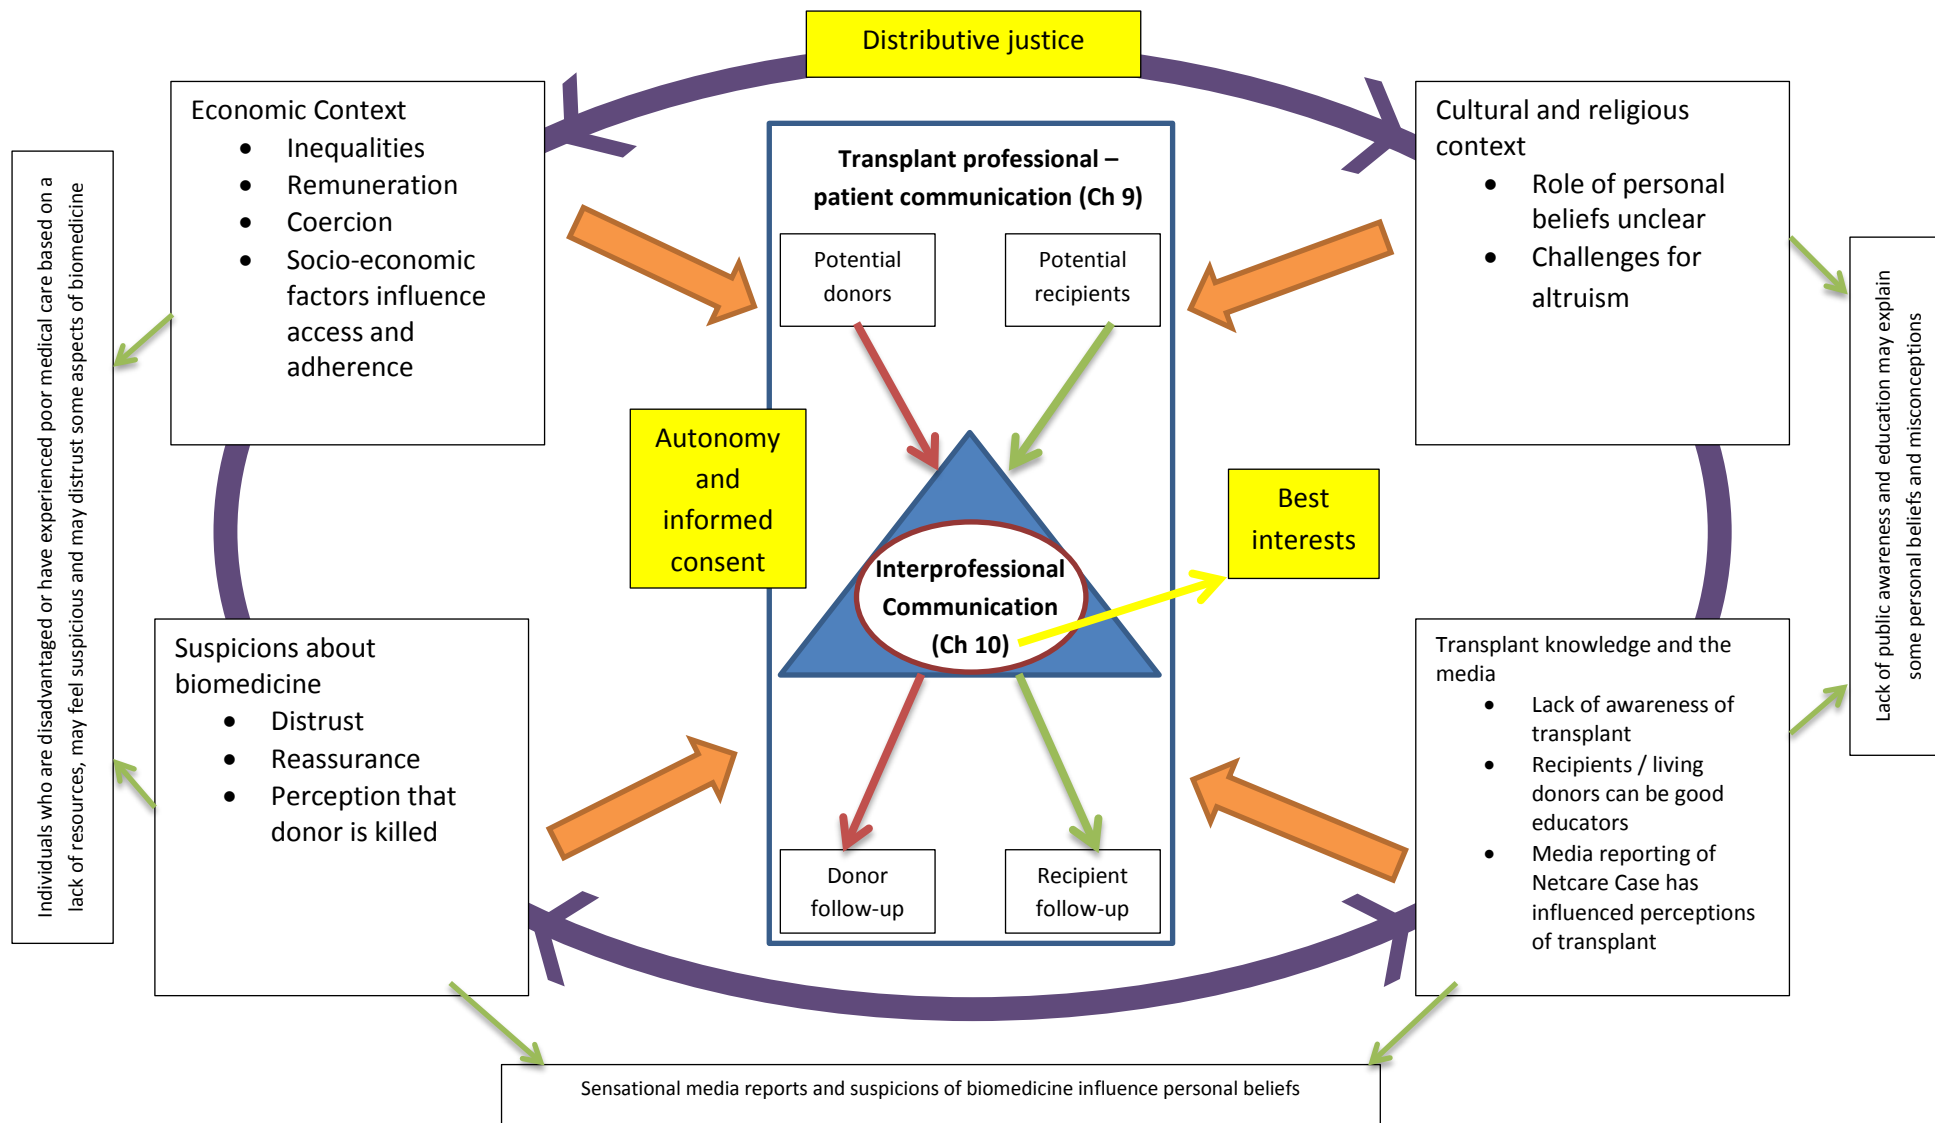 Distributive justice
Economic Context
• Inequalities
• Remuneration
• Coercion
• Socio-economic
factors influence
access and
adherence
Cultural and religious
context
• Role of personal
beliefs unclear
• Challenges for
altruism
Transplant professional –
patient communication (Ch 9)
Potential
donors
Potential
recipients
Individuals who are disadvantaged or have experienced poor medical care based on a
lack of resources, may feel suspicious and may distrust some aspects of biomedicine
Lack of public awareness and education may explain
some personal beliefs and misconceptions
Autonomy
and
informed
consent
Best
interests
Interprofessional
Communication
(Ch 10)
Suspicions about
biomedicine
• Distrust
• Reassurance
• Perception that
donor is killed
Transplant knowledge and the
media
• Lack of awareness of
transplant
• Recipients / living
donors can be good
educators
• Media reporting of
Netcare Case has
influenced perceptions
of transplant
Donor
follow-up
Recipient
follow-up
Sensational media reports and suspicions of biomedicine influence personal beliefs